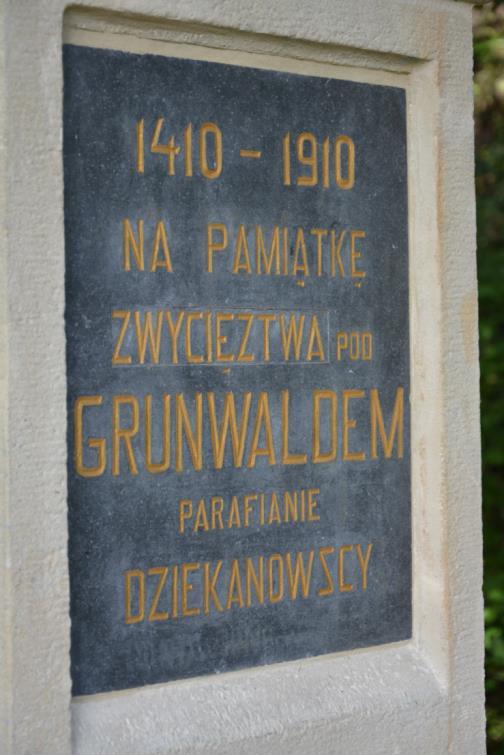 1410 - 1910
NA PAMIĄTKĘ
ZWYCIĘZTWA POD
GRUNWALDEM
PARAFIANIE
DZIEKANOWSCY